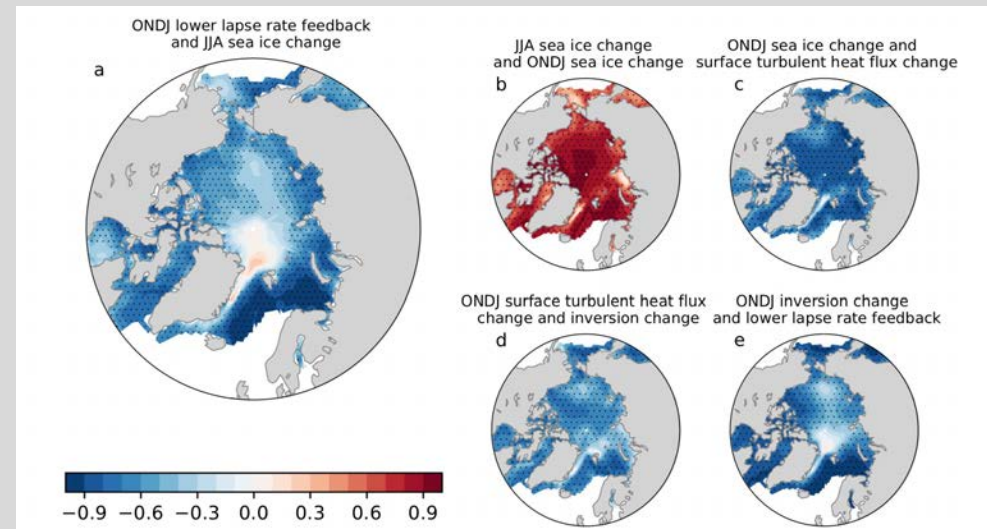 ONDJ lower lapse rate feedback
and JJA sea ice change
a
JJA sea ice change
and ONDJ sea ice change
b
ONDJ sea ice change and
surface turbulent heat flux change
c
ONDJ surface turbulent heat flux
change and inversion change
d
ONDJ inversion change
and lower lapse rate feedback
e
−0.9 −0.6 −0.3 0.0 0.3 0.6 0.9